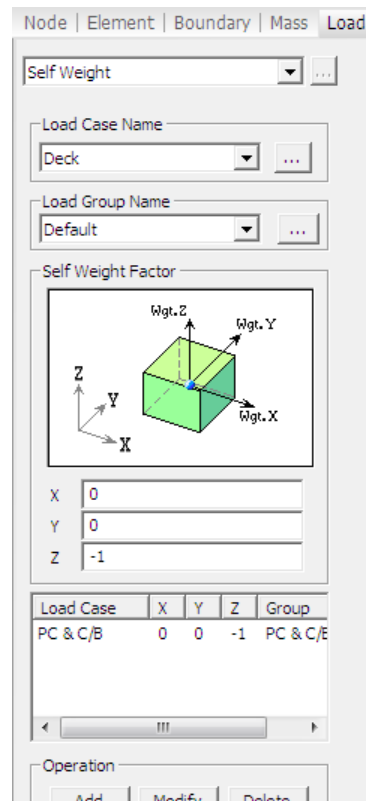 Node | Element | Boundary | Mass Load
Self Weight ...
Load Case Name
Deck ...
Load Group Name
Default ...
Self Weight Factor
Wgt.Z
Wgt.Y
Z
Y
Wgt.X
X
X 0
Y 0
Z -1
Load Case X Y Z Group
PC & C/B 0 0 -1 PC & C/E
Operation
Add Modify Delete